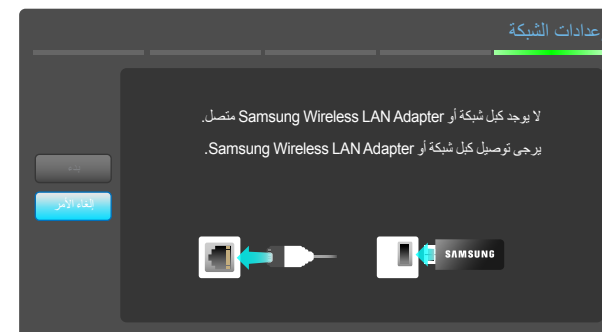 عدادات الشبكة
لا يوجد كبل شبكة أو Samsung Wireless LAN Adapter متصل.
يرجى توصيل كبل شبكة أو Samsung Wireless LAN Adapter.
بدء
إلغاء الأمر
SAMSUNG